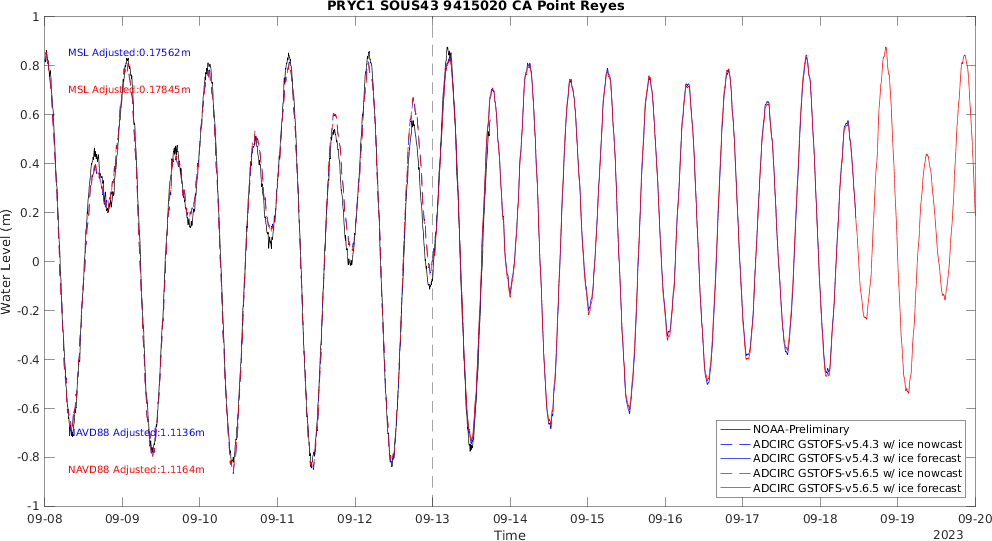 PRYC1 SOUS43 9415020 CA Point Reyes
MSL Adjusted:0.17562m
MSL Adjusted:0.17845m
NAVD88 Adjusted:1.1136m
NAVD88 Adjusted:1.1164m
Water Level (m)
1
0.8
0.6
0.4
0.2
0
-0.2
-0.4
-0.6
-0.8
-1
NOAA-Preliminary
ADCIRC GSTOFS-v5.4.3 w/ ice nowcast
ADCIRC GSTOFS-v5.4.3 w/ ice forecast
ADCIRC GSTOFS-v5.6.5 w/ ice nowcast
ADCIRC GSTOFS-v5.6.5 w/ ice forecast
09-08 09-09 09-10 09-11 09-12 09-13 09-14 09-15 09-16 09-17 09-18 09-19 09-20
Time
2023